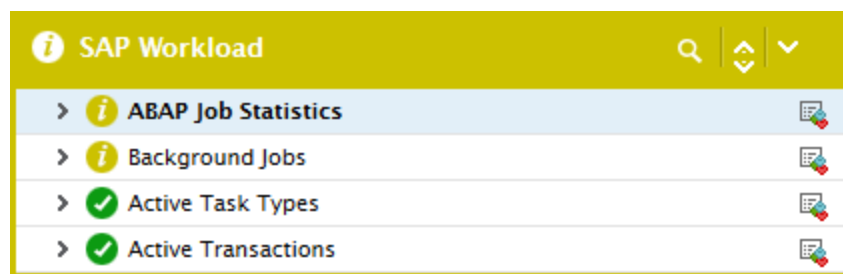 SAP Workload
ABAP Job Statistics
Background Jobs
Active Task Types
Active Transactions